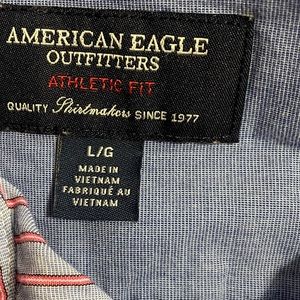 AMERICAN EAGLE
OUTFITTERS
ATHLETIC FIT
QUALITY Shirtmakers SINCE 1977
L/G
MADE IN
VIETNAM
FABRIQUÉ AU
VIETNAM